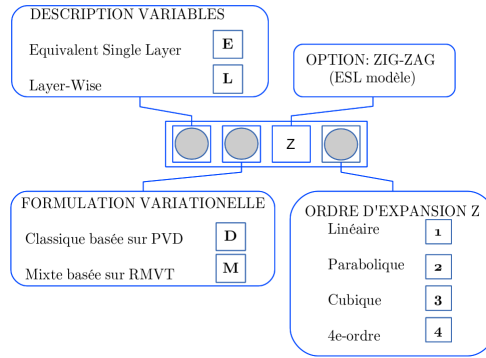 DESCRIPTION VARIABLES
Equivalent Single Layer E
Layer-Wise L
OPTION: ZIG-ZAG
(ESL modèle)
Z
FORMULATION VARIATIONELLE
Classique basée sur PVD D
Mixte basée sur RMVT M
ORDRE D'EXPANSION Z
Linéaire 1
Parabolique 2
Cubique 3
4e-ordre 4